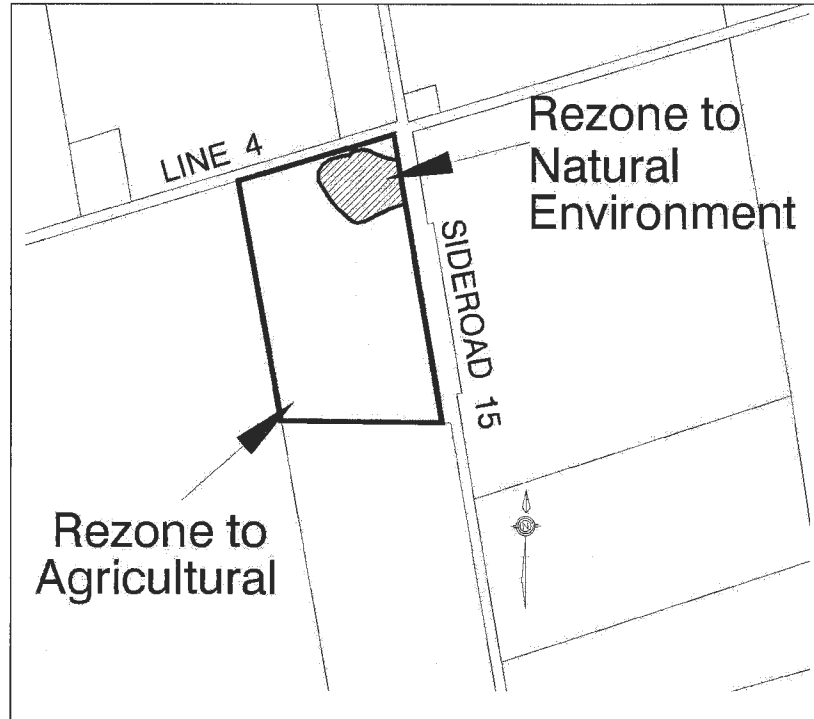 Rezone to
Natural
Environment
LINE 4
SIDEROAD 15
N
Rezone to
Agricultural